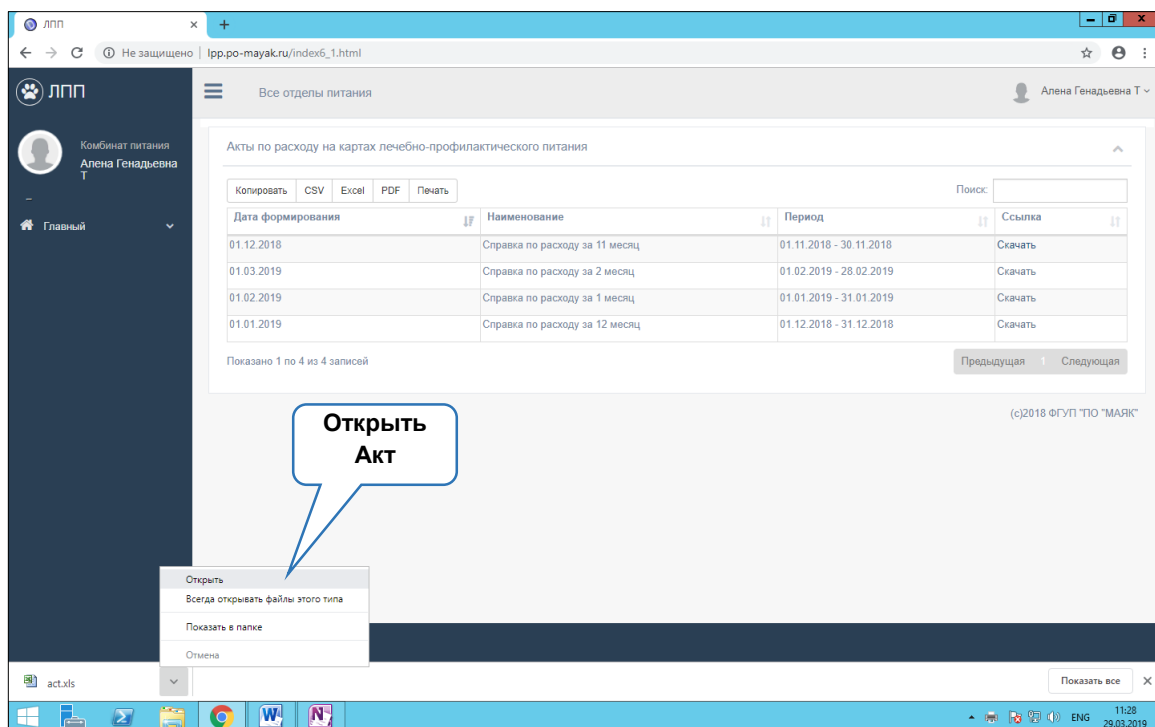 ЛПП
Не защищено | lpp.po-mayak.ru/index6_1.html
ЛПП
Все отделы питания
Алена Генадьевна Т
Комбинат питания
Алена Генадьевна
Т
Главный
Акты по расходу на картах лечебно-профилактического питания
Копировать CSV Excel PDF Печать
Поиск:
Дата формирования Наименование Период Ссылка
01.12.2018 Справка по расходу за 11 месяц 01.11.2018 - 30.11.2018 Скачать
01.03.2019 Справка по расходу за 2 месяц 01.02.2019 - 28.02.2019 Скачать
01.02.2019 Справка по расходу за 1 месяц 01.01.2019 - 31.01.2019 Скачать
01.01.2019 Справка по расходу за 12 месяц 01.12.2018 - 31.12.2018 Скачать
Показано 1 по 4 из 4 записей
Предыдущая 1 Следующая
(c)2018 ФГУП "ПО "МАЯК"
Открыть
Акт
Открыть
Всегда открывать файлы этого типа
Показать в папке
Отмена
act.xls
Показать все
ENG
11:28
29.03.2019